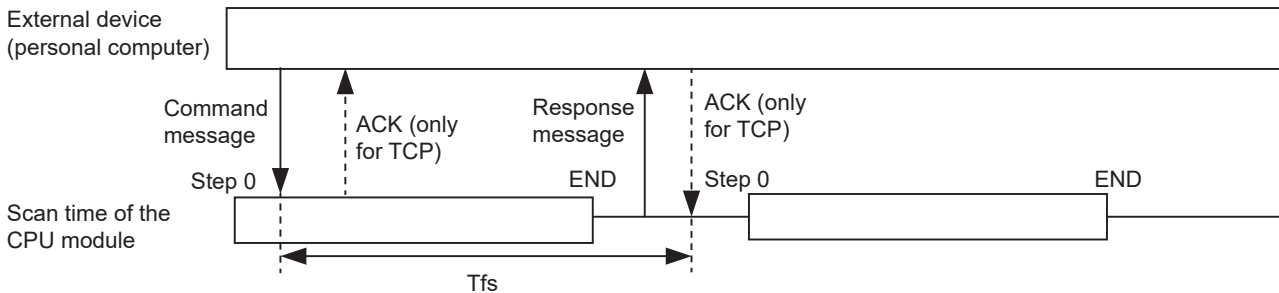 External device
(personal computer)
Command
message
ACK (only
for TCP)
Response
message
ACK (only
for TCP)
Step 0
END
Step 0
END
Scan time of the
CPU module
Tfs